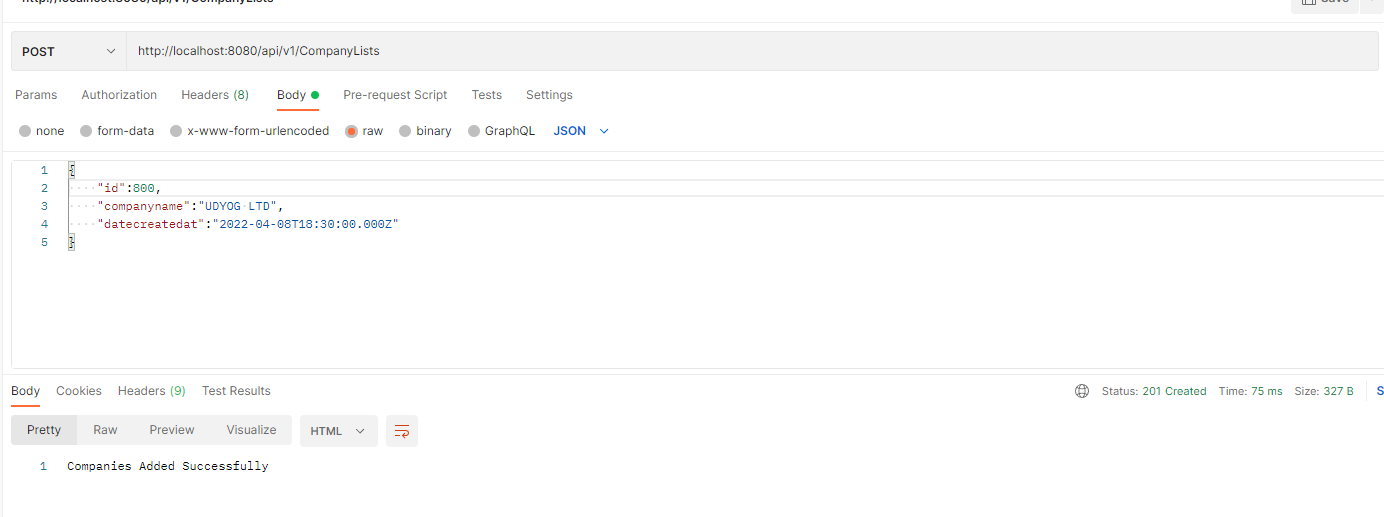 http://localhost:8080/api/v1/CompanyLists Save
POST http://localhost:8080/api/v1/CompanyLists
Params Authorization Headers (8) Body Pre-request Script Tests Settings
none form-data x-www-form-urlencoded raw binary GraphQL JSON
1 {
2 "id":800,
3 "companyname":"UDYOG LTD",
4 "datecreatedat":"2022-04-08T18:30:00.000Z"
5 }
Body Cookies Headers (9) Test Results Status: 201 Created Time: 75 ms Size: 327 B S
Pretty Raw Preview Visualize HTML
1 Companies Added Successfully